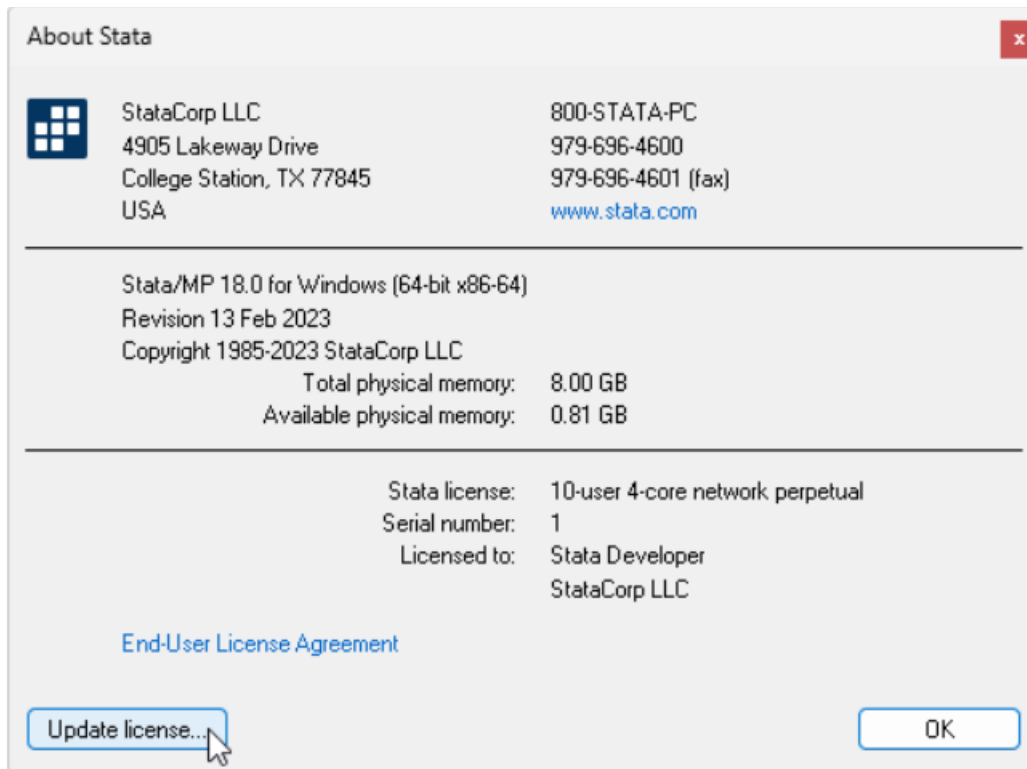 About Stata
x
StataCorp LLC 800-STATA-PC
4905 Lakeway Drive 979-696-4600
College Station, TX 77845 979-696-4601 (fax)
USA www.stata.com
Stata/MP 18.0 for Windows (64-bit x86-64)
Revision 13 Feb 2023
Copyright 1985-2023 StataCorp LLC
Total physical memory: 8.00 GB
Available physical memory: 0.81 GB
Stata license: 10-user 4-core network perpetual
Serial number: 1
Licensed to: Stata Developer
StataCorp LLC
End-User License Agreement
Update license... OK